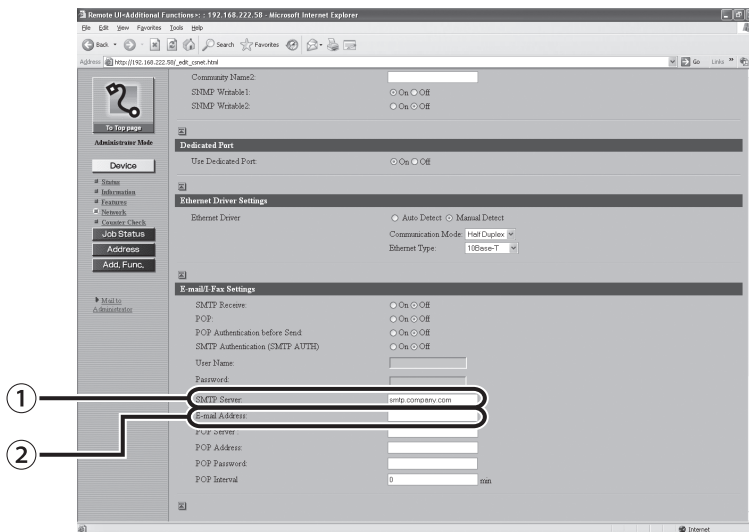 Remote UI<Additional Functions>: : 192.168.222.58 - Microsoft Internet Explorer
File Edit View Favorites Tools Help
Back Search Favorites
Address http://192.168.222.58/_edit_csnet.html Go Links »
To Top page
Administrator Mode
Device
Status
Information
Features
Network
Counter Check
Job Status
Address
Add. Func.
Mail to
Administrator
Community Name2:
SNMP Writable1: On Off
SNMP Writable2: On Off
Dedicated Port
Use Dedicated Port: On Off
Ethernet Driver Settings
Ethernet Driver Auto Detect Manual Detect
Communication Mode: Half Duplex
Ethernet Type: 10Base-T
E-mail/I-Fax Settings
SMTP Receive: On Off
POP: On Off
POP Authentication before Send: On Off
SMTP Authentication (SMTP AUTH) On Off
User Name:
Password:
1 SMTP Server: smtp.company.com
2 E-mail Address:
POP Server:
POP Address:
POP Password:
POP Interval 0 min
Internet